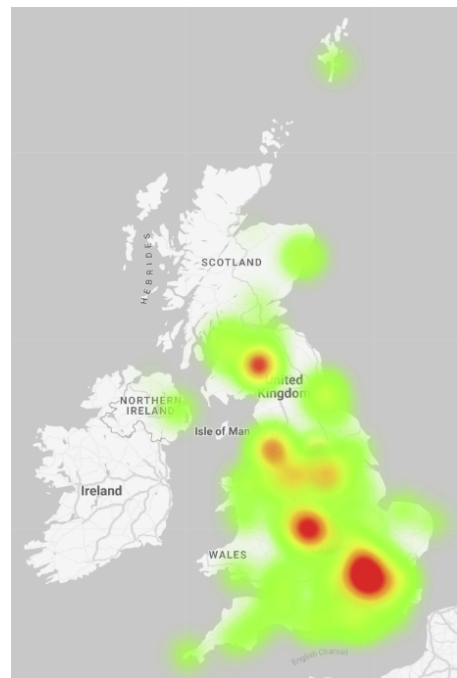 HEBRIDES
SCOTLAND
United
Kingdom
NORTHERN
IRELAND
Isle of Man
Ireland
WALES
English Channel